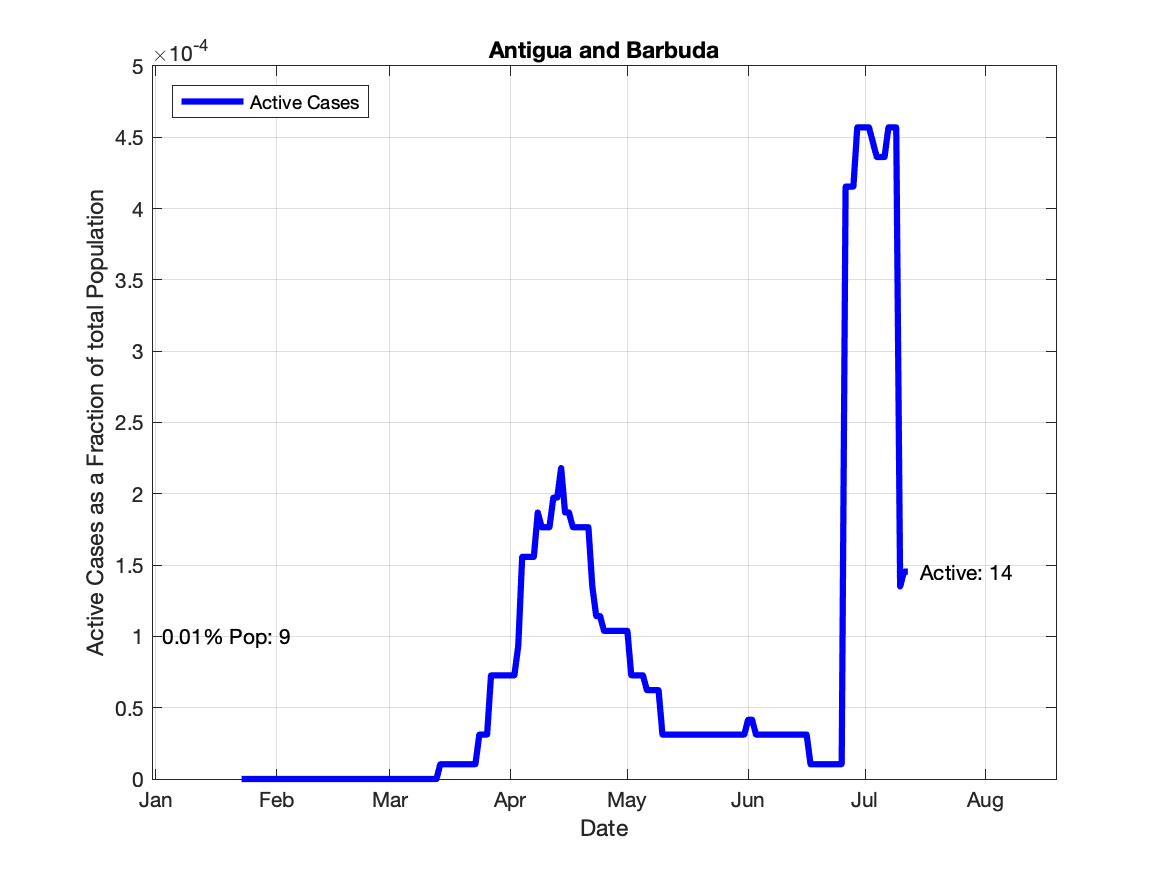 Antigua and Barbuda
×10-4
Active Cases
5
4.5
4
3.5
3
2.5
2
1.5
1
0.5
0
Active Cases as a Fraction of total Population
0.01% Pop: 9
Active: 14
Jan Feb Mar Apr May Jun Jul Aug
Date